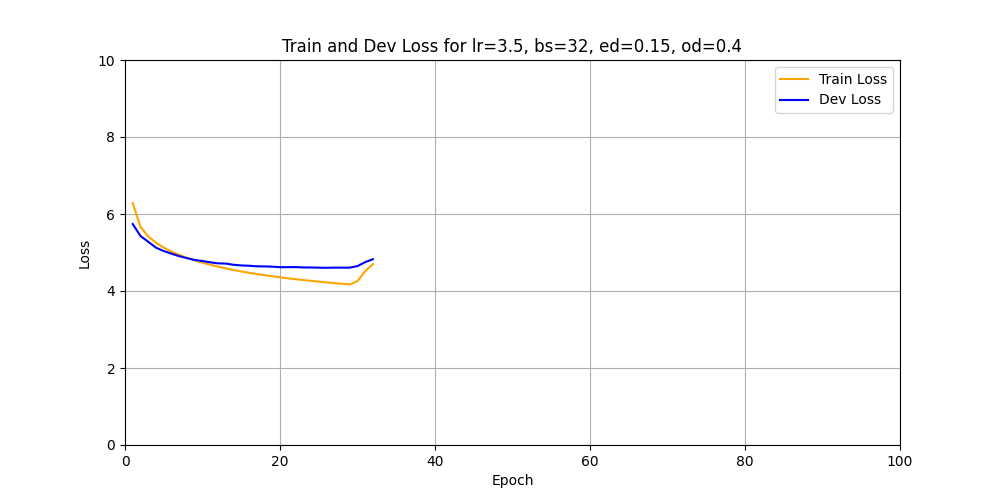 Train and Dev Loss for lr=3.5, bs=32, ed=0.15, od=0.4
Train Loss
Dev Loss
Loss
10
8
6
4
2
0
0 20 40 60 80 100
Epoch